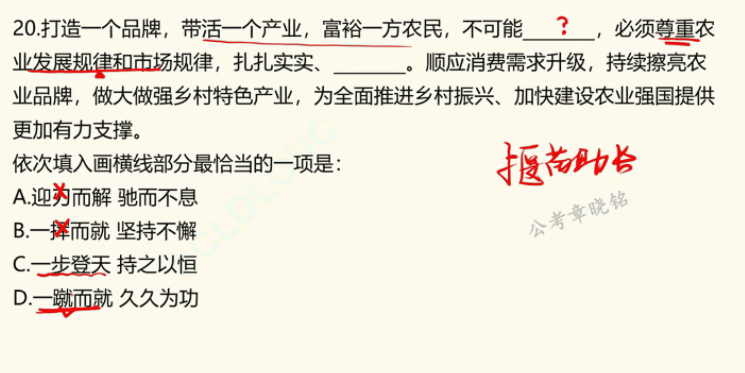 20.打造一个品牌，带活一个产业，富裕一方农民，不可能______？______，必须尊重农
业发展规律和市场规律，扎扎实实、______。顺应消费需求升级，持续擦亮农
业品牌，做大做强乡村特色产业，为全面推进乡村振兴、加快建设农业强国提供
更加有力支撑。
依次填入画横线部分最恰当的一项是：
揠苗助长
A.迎刃而解 驰而不息
B.一挥而就 坚持不懈
公考章晓铭
C.一步登天 持之以恒
D.一蹴而就 久久为功